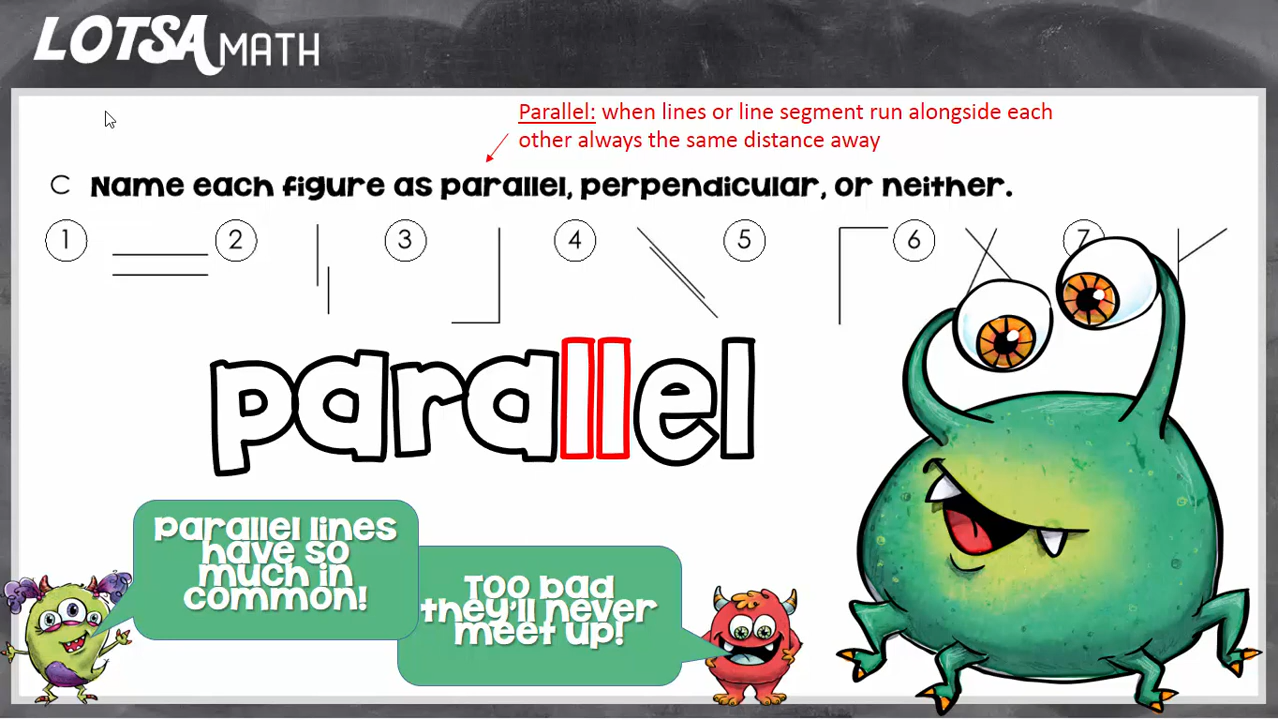 LOTSA MATH
Parallel: when lines or line segment run alongside each
other always the same distance away
C Name each figure as parallel, perpendicular, or neither.
1 2 3 4 5 6 7
parallel
Parallel lines
have so
much in
common!
Too bad
they'll never
meet up!